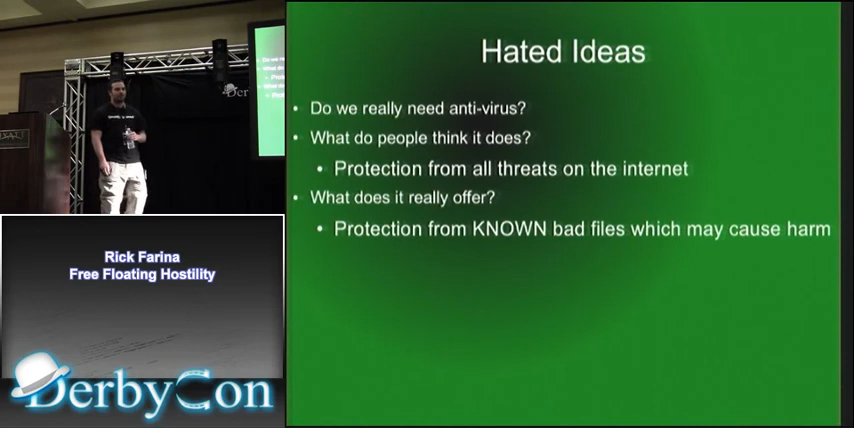 Hated Ideas
• Do we really need anti-virus?
• What do people think it does?
• Protection from all threats on the internet
• What does it really offer?
• Protection from KNOWN bad files which may cause harm
Rick Farina
Free Floating Hostility
DerbyCon